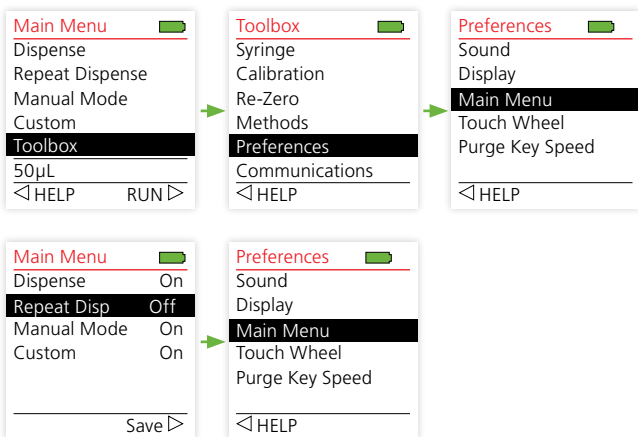 Main Menu
Dispense
Repeat Dispense
Manual Mode
Custom
Toolbox
50µL
HELP RUN
Toolbox
Syringe
Calibration
Re-Zero
Methods
Preferences
Communications
HELP
Preferences
Sound
Display
Main Menu
Touch Wheel
Purge Key Speed
HELP
Main Menu
Dispense On
Repeat Disp Off
Manual Mode On
Custom On
Save
Preferences
Sound
Display
Main Menu
Touch Wheel
Purge Key Speed
HELP